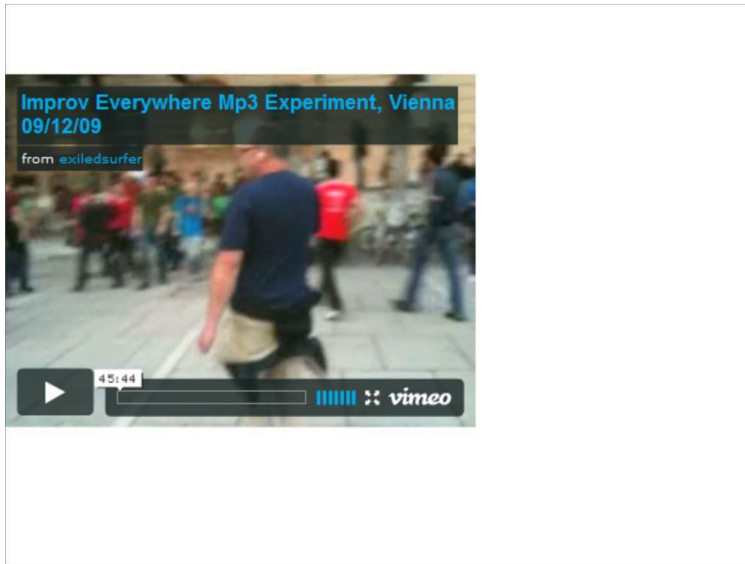 Improv Everywhere Mp3 Experiment, Vienna
09/12/09
from exiledsurfer
45:44
vimeo